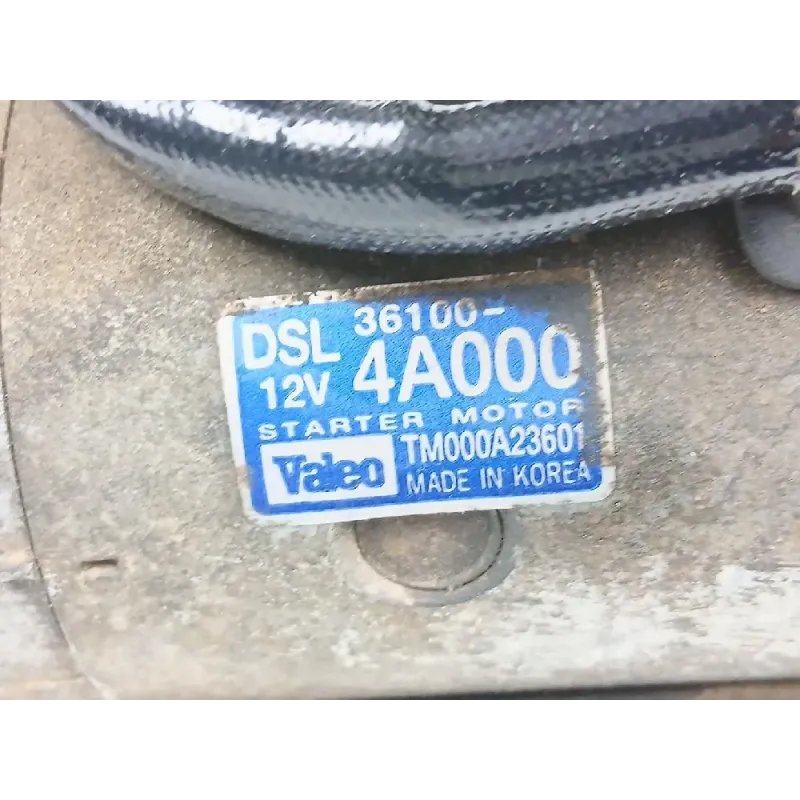 DSL 36100-
12V 4A000
STARTER MOTOR
Valeo TM000A23601
MADE IN KOREA